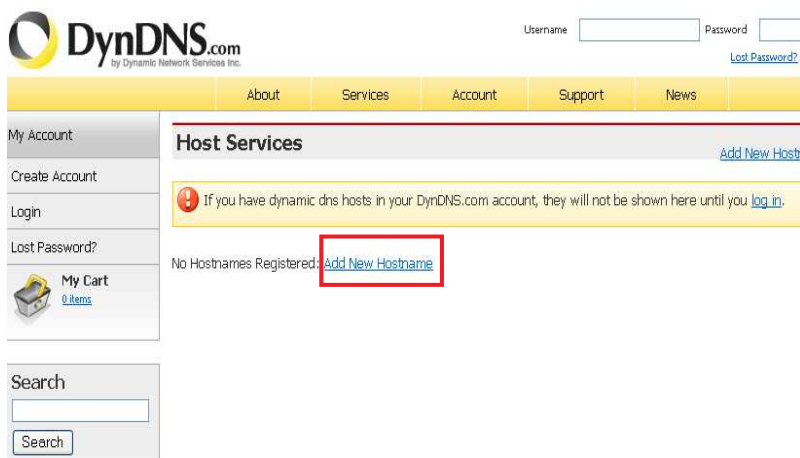 DynDNS.com
by Dynamic Network Services Inc.
Username
Password
Lost Password?
About Services Account Support News
My Account
Create Account
Login
Lost Password?
My Cart
0 items
Search
Search
Host Services
Add New Hostn
If you have dynamic dns hosts in your DynDNS.com account, they will not be shown here until you log in.
No Hostnames Registered: Add New Hostname